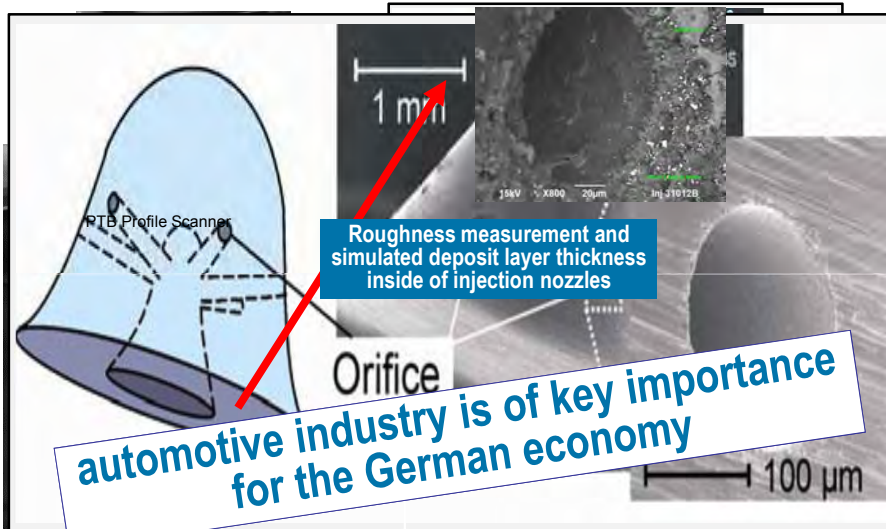 1 mm
15kV X800 20µm Inj 31012B
PTB Profile Scanner
Roughness measurement and
simulated deposit layer thickness
inside of injection nozzles
Orifice
automotive industry is of key importance
for the German economy
100 µm